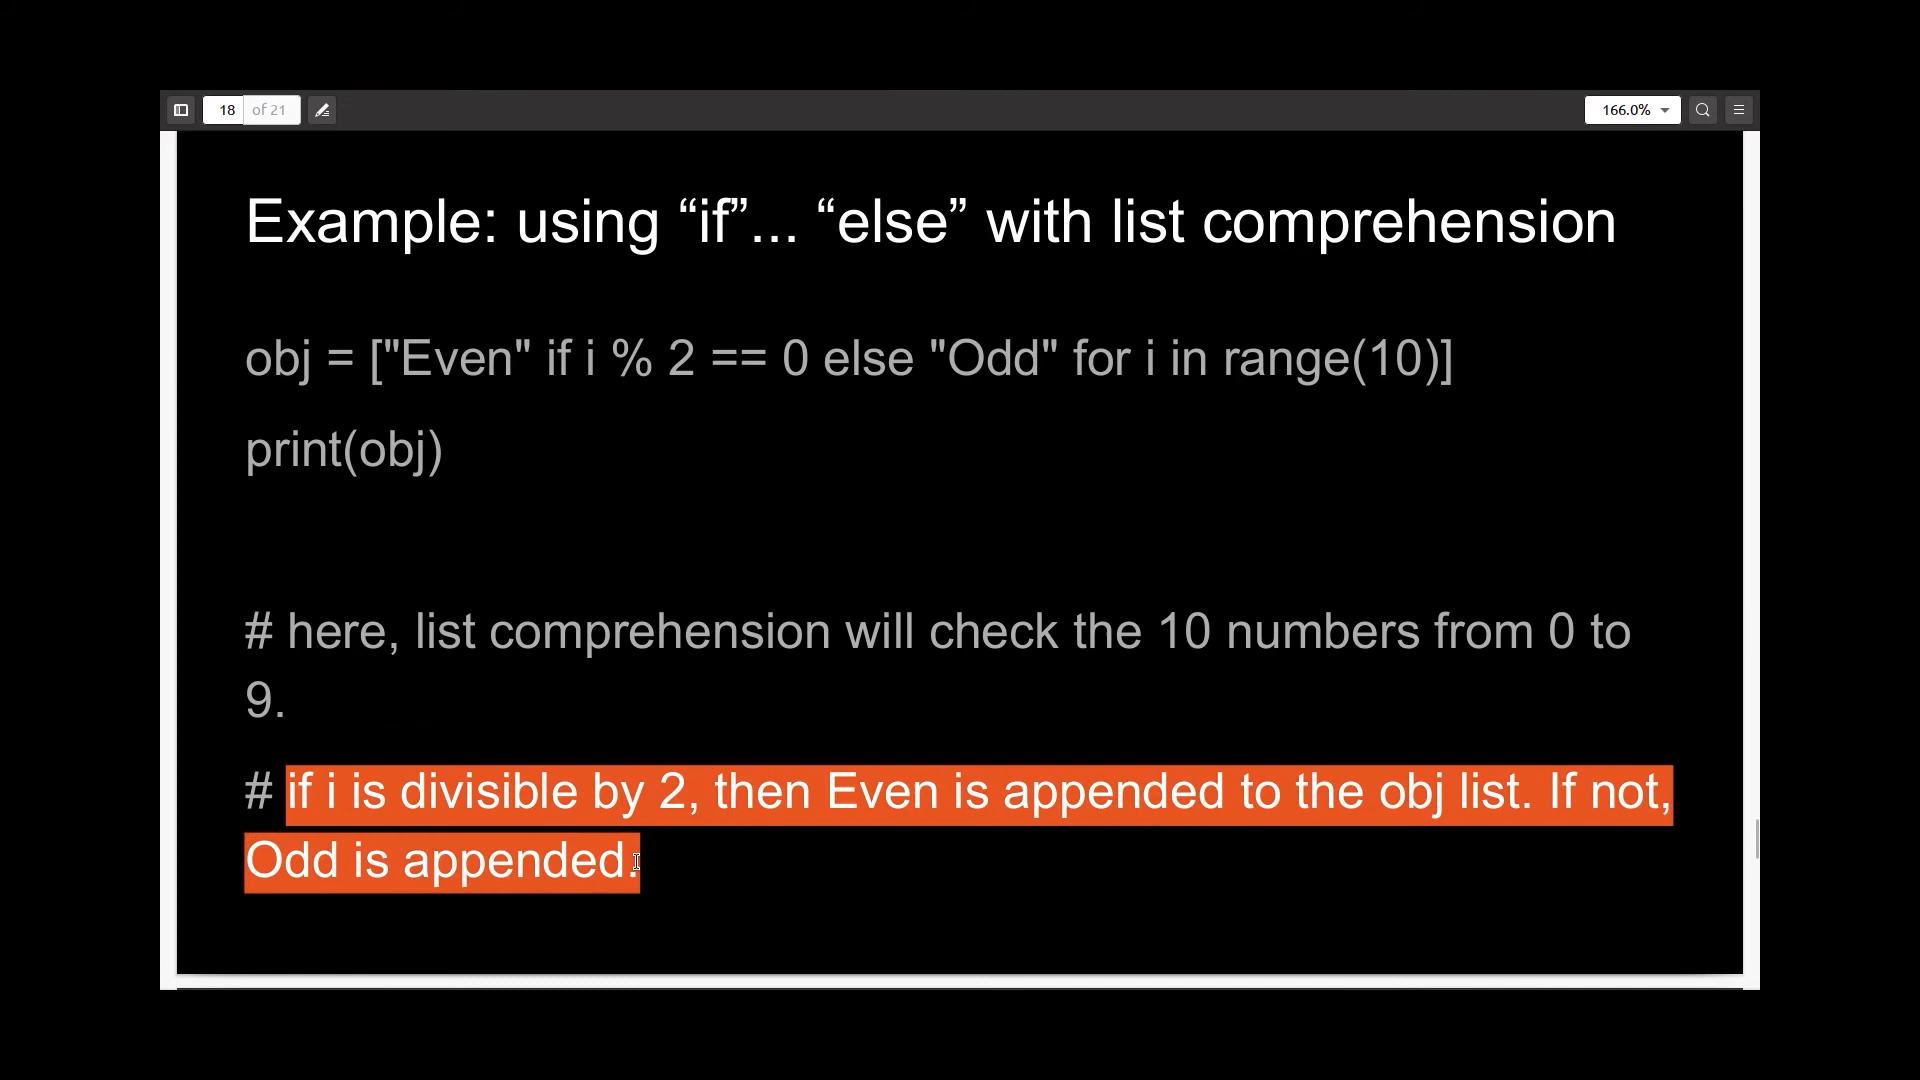 18 of 21
166.0%
Example: using “if”... “else” with list comprehension
obj = ["Even" if i % 2 == 0 else "Odd" for i in range(10)]
print(obj)
# here, list comprehension will check the 10 numbers from 0 to
9.
# if i is divisible by 2, then Even is appended to the obj list. If not,
Odd is appended.